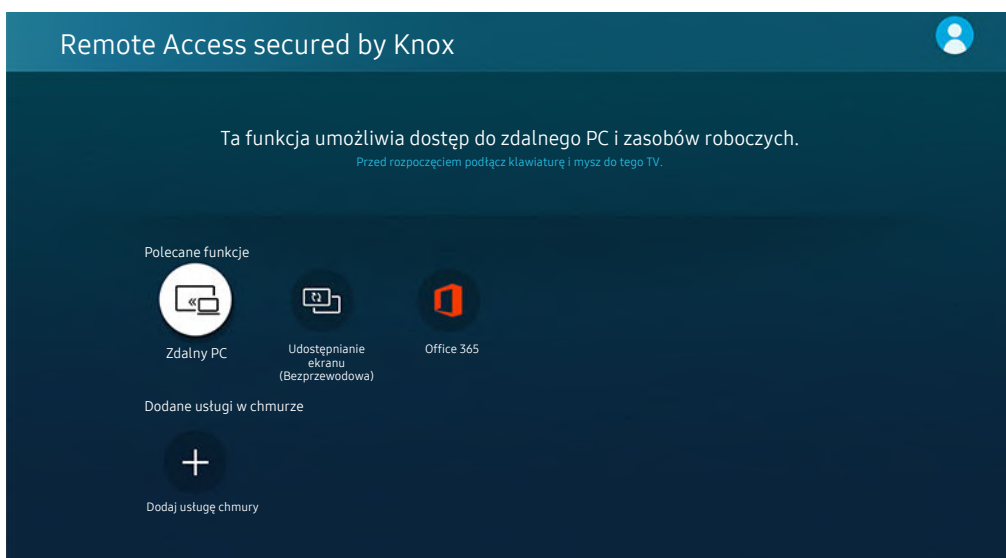 Remote Access secured by Knox
Ta funkcja umożliwia dostęp do zdalnego PC i zasobów roboczych.
Przed rozpoczęciem podłącz klawiaturę i mysz do tego TV.
Polecane funkcje
Zdalny PC
Udostępnianie
ekranu
(Bezprzewodowa)
Office 365
Dodane usługi w chmurze
Dodaj usługę chmury